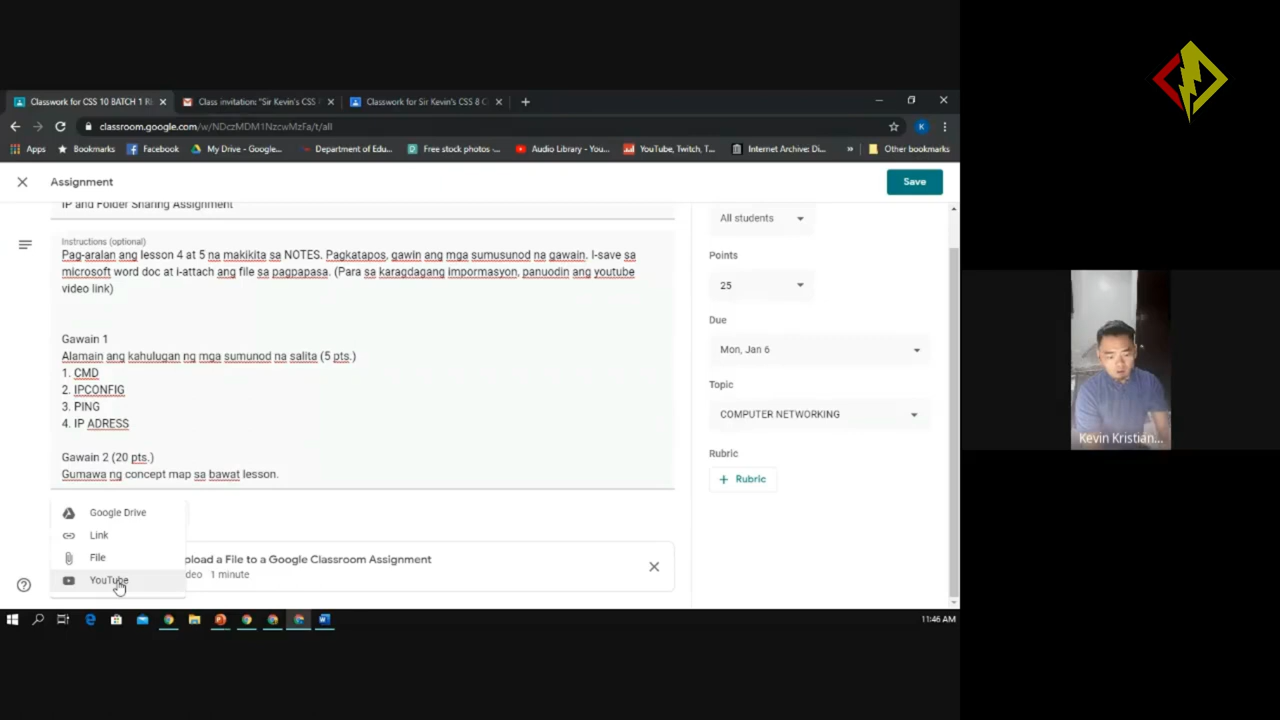 Classwork for CSS 10 BATCH 1 RI
Class invitation: "Sir Kevin's CSS
Classwork for Sir Kevin's CSS 8 C
classroom.google.com/w/NDczMDM1NzcwMzFa/t/all
K
Apps
Bookmarks
Facebook
My Drive - Google...
Department of Edu...
Free stock photos -...
Audio Library - You...
YouTube, Twitch, T...
Internet Archive: Di...
»
Other bookmarks
Assignment
Save
IP and Folder Sharing Assignment
All students
Instructions (optional)
Pag-aralan ang lesson 4 at 5 na makikita sa NOTES. Pagkatapos, gawin ang mga sumusunod na gawain. I-save sa
microsoft word doc at i-attach ang file sa pagpapasa. (Para sa karagdagang impormasyon, panuodin ang youtube
video link)
Points
25
Due
Mon, Jan 6
Gawain 1
Alamain ang kahulugan ng mga sumunod na salita (5 pts.)
1. CMD
2. IPCONFIG
3. PING
4. IP ADRESS
Topic
COMPUTER NETWORKING
Gawain 2 (20 pts.)
Gumawa ng concept map sa bawat lesson.
Rubric
+ Rubric
Google Drive
Link
File
YouTube
pload a File to a Google Classroom Assignment
deo 1 minute
11:46 AM
Kevin Kristian...